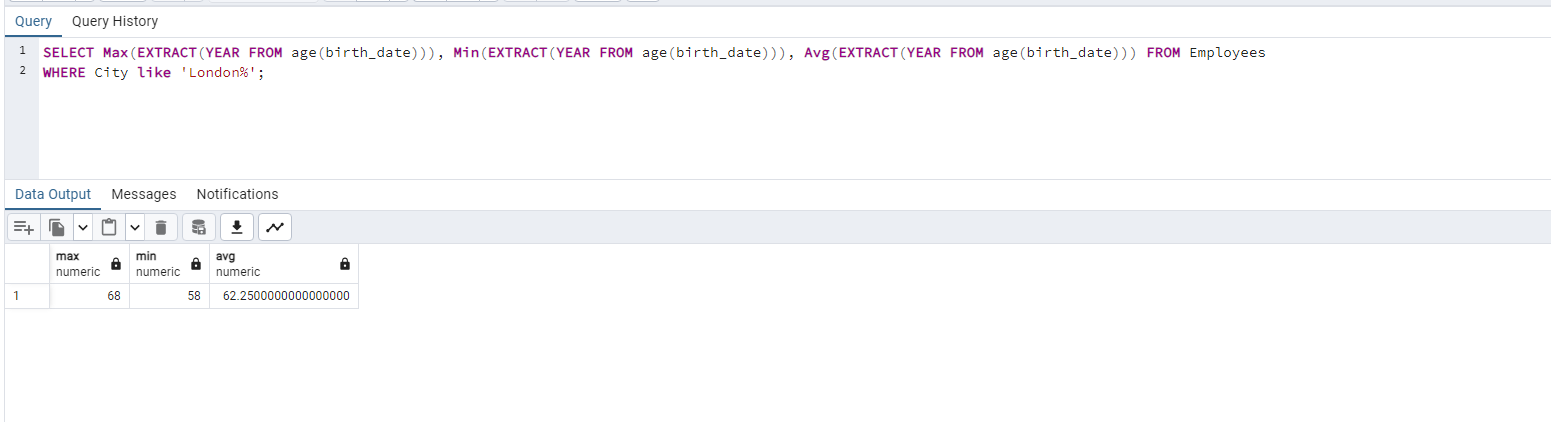 Query Query History
1 SELECT Max(EXTRACT(YEAR FROM age(birth_date))), Min(EXTRACT(YEAR FROM age(birth_date))), Avg(EXTRACT(YEAR FROM age(birth_date))) FROM Employees
2 WHERE City like 'London%';
Data Output Messages Notifications
max min avg
numeric numeric numeric
1 68 58 62.2500000000000000